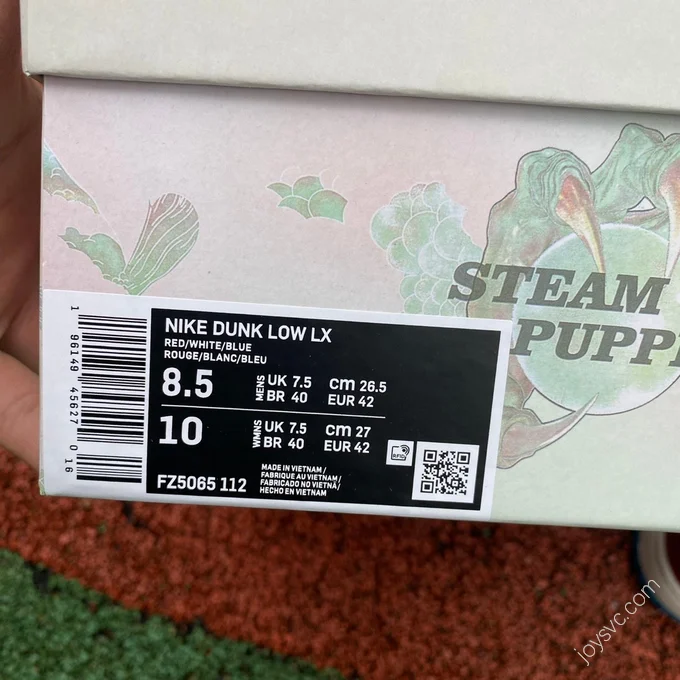 STEAM
PUPP
NIKE DUNK LOW LX
RED/WHITE/BLUE
ROUGE/BLANC/BLEU
8.5
MENS
UK 7.5
Cm 26.5
BR 40
EUR 42
10
WMNS
UK 7.5
Cm 27
BR 40
EUR 42
RFID
FZ5065 112
MADE IN VIETNAM/
FABRIQUE AU VIETNAM/
FABRICADO NO VIETNÃ/
HECHO EN VIETNAM
1 96149 45627 016
joysvc.com